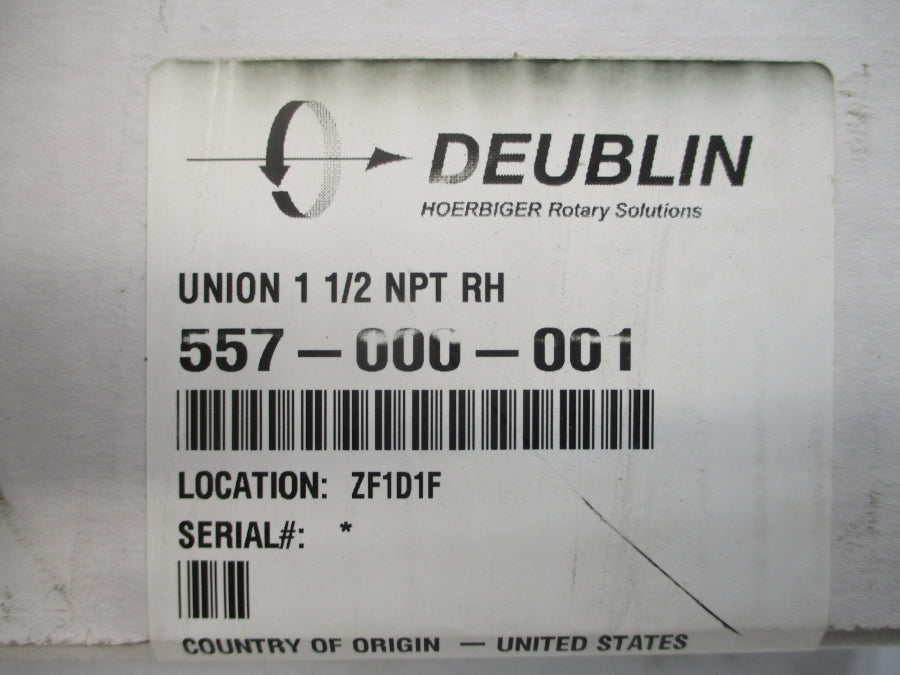 DEUBLIN
HOERBIGER Rotary Solutions
UNION 1 1/2 NPT RH
557-000-001
LOCATION: ZF1D1F
SERIAL#: *
COUNTRY OF ORIGIN - UNITED STATES